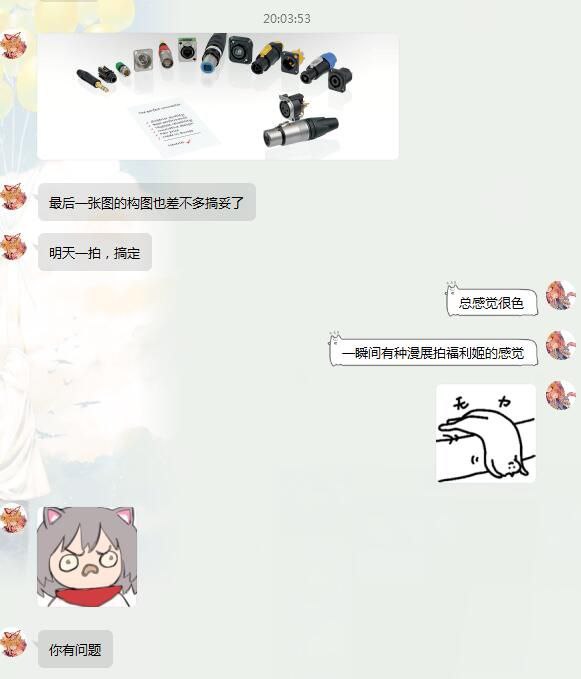 20:03:53
最后一张图的构图也差不多搞妥了
明天一拍，搞定
总感觉很色
一瞬间有种漫展拍福利姬的感觉
无 力
你有问题